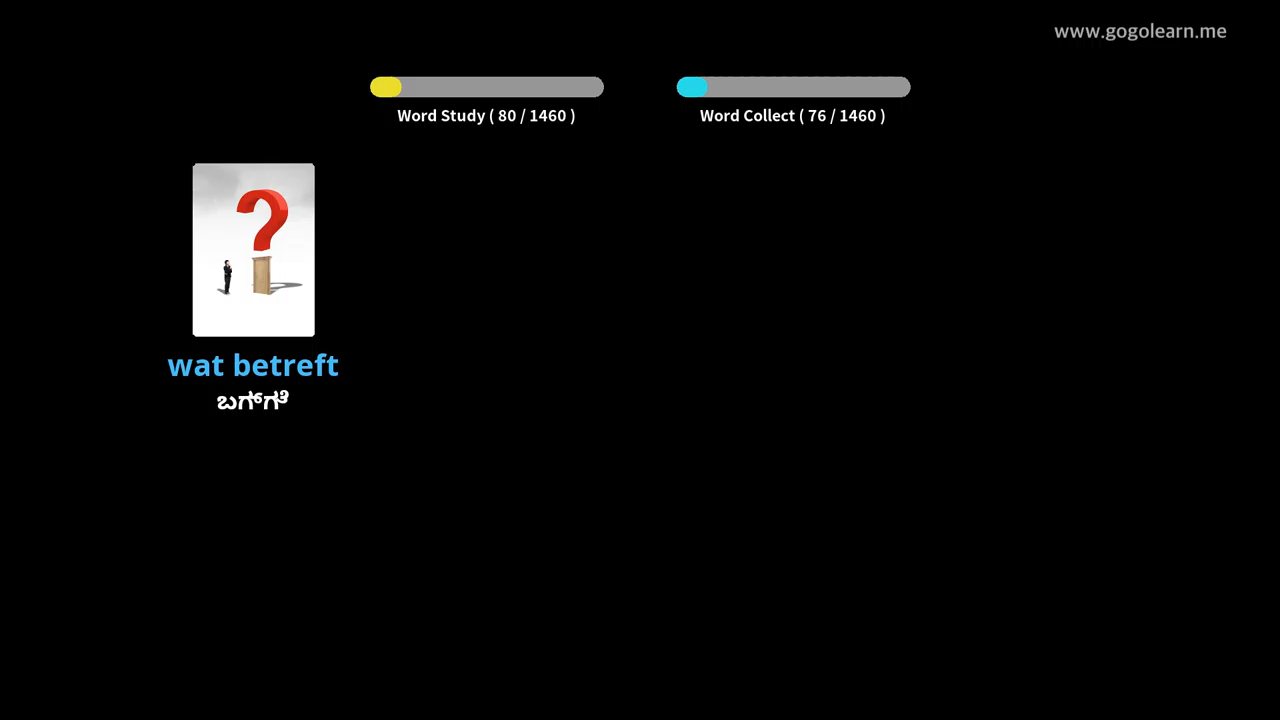 www.gogolearn.me
Word Study ( 80 / 1460 )
Word Collect ( 76 / 1460 )
?
wat betreft
ಬಗ್‌ಗೆ